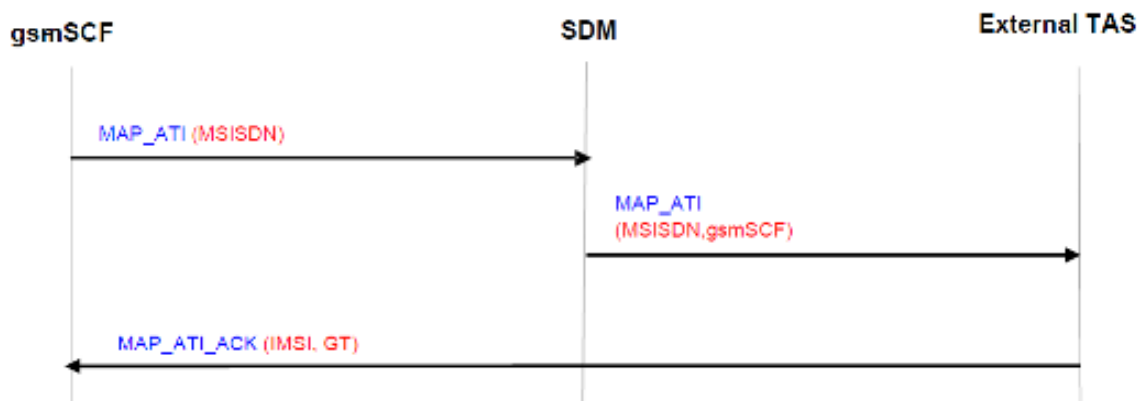 gsmSCF
SDM
External TAS
MAP_ATI (MSISDN)
MAP_ATI
(MSISDN,gsmSCF)
MAP_ATI_ACK (IMSI, GT)